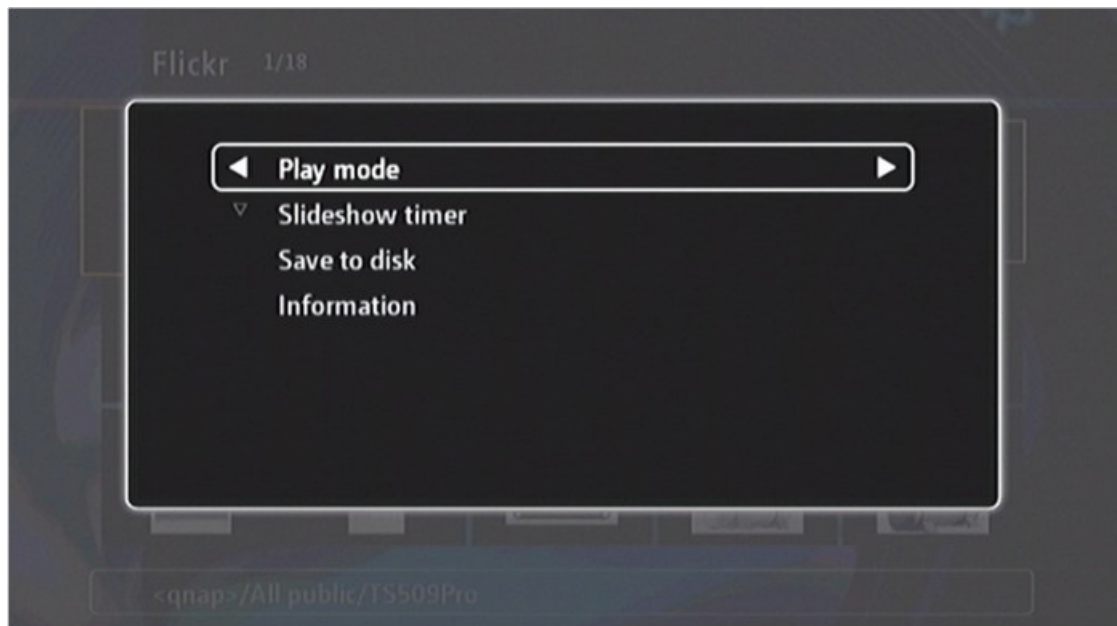 Flickr 1/18
Play mode
Slideshow timer
Save to disk
Information
<qnap>/All public/TS509Pro